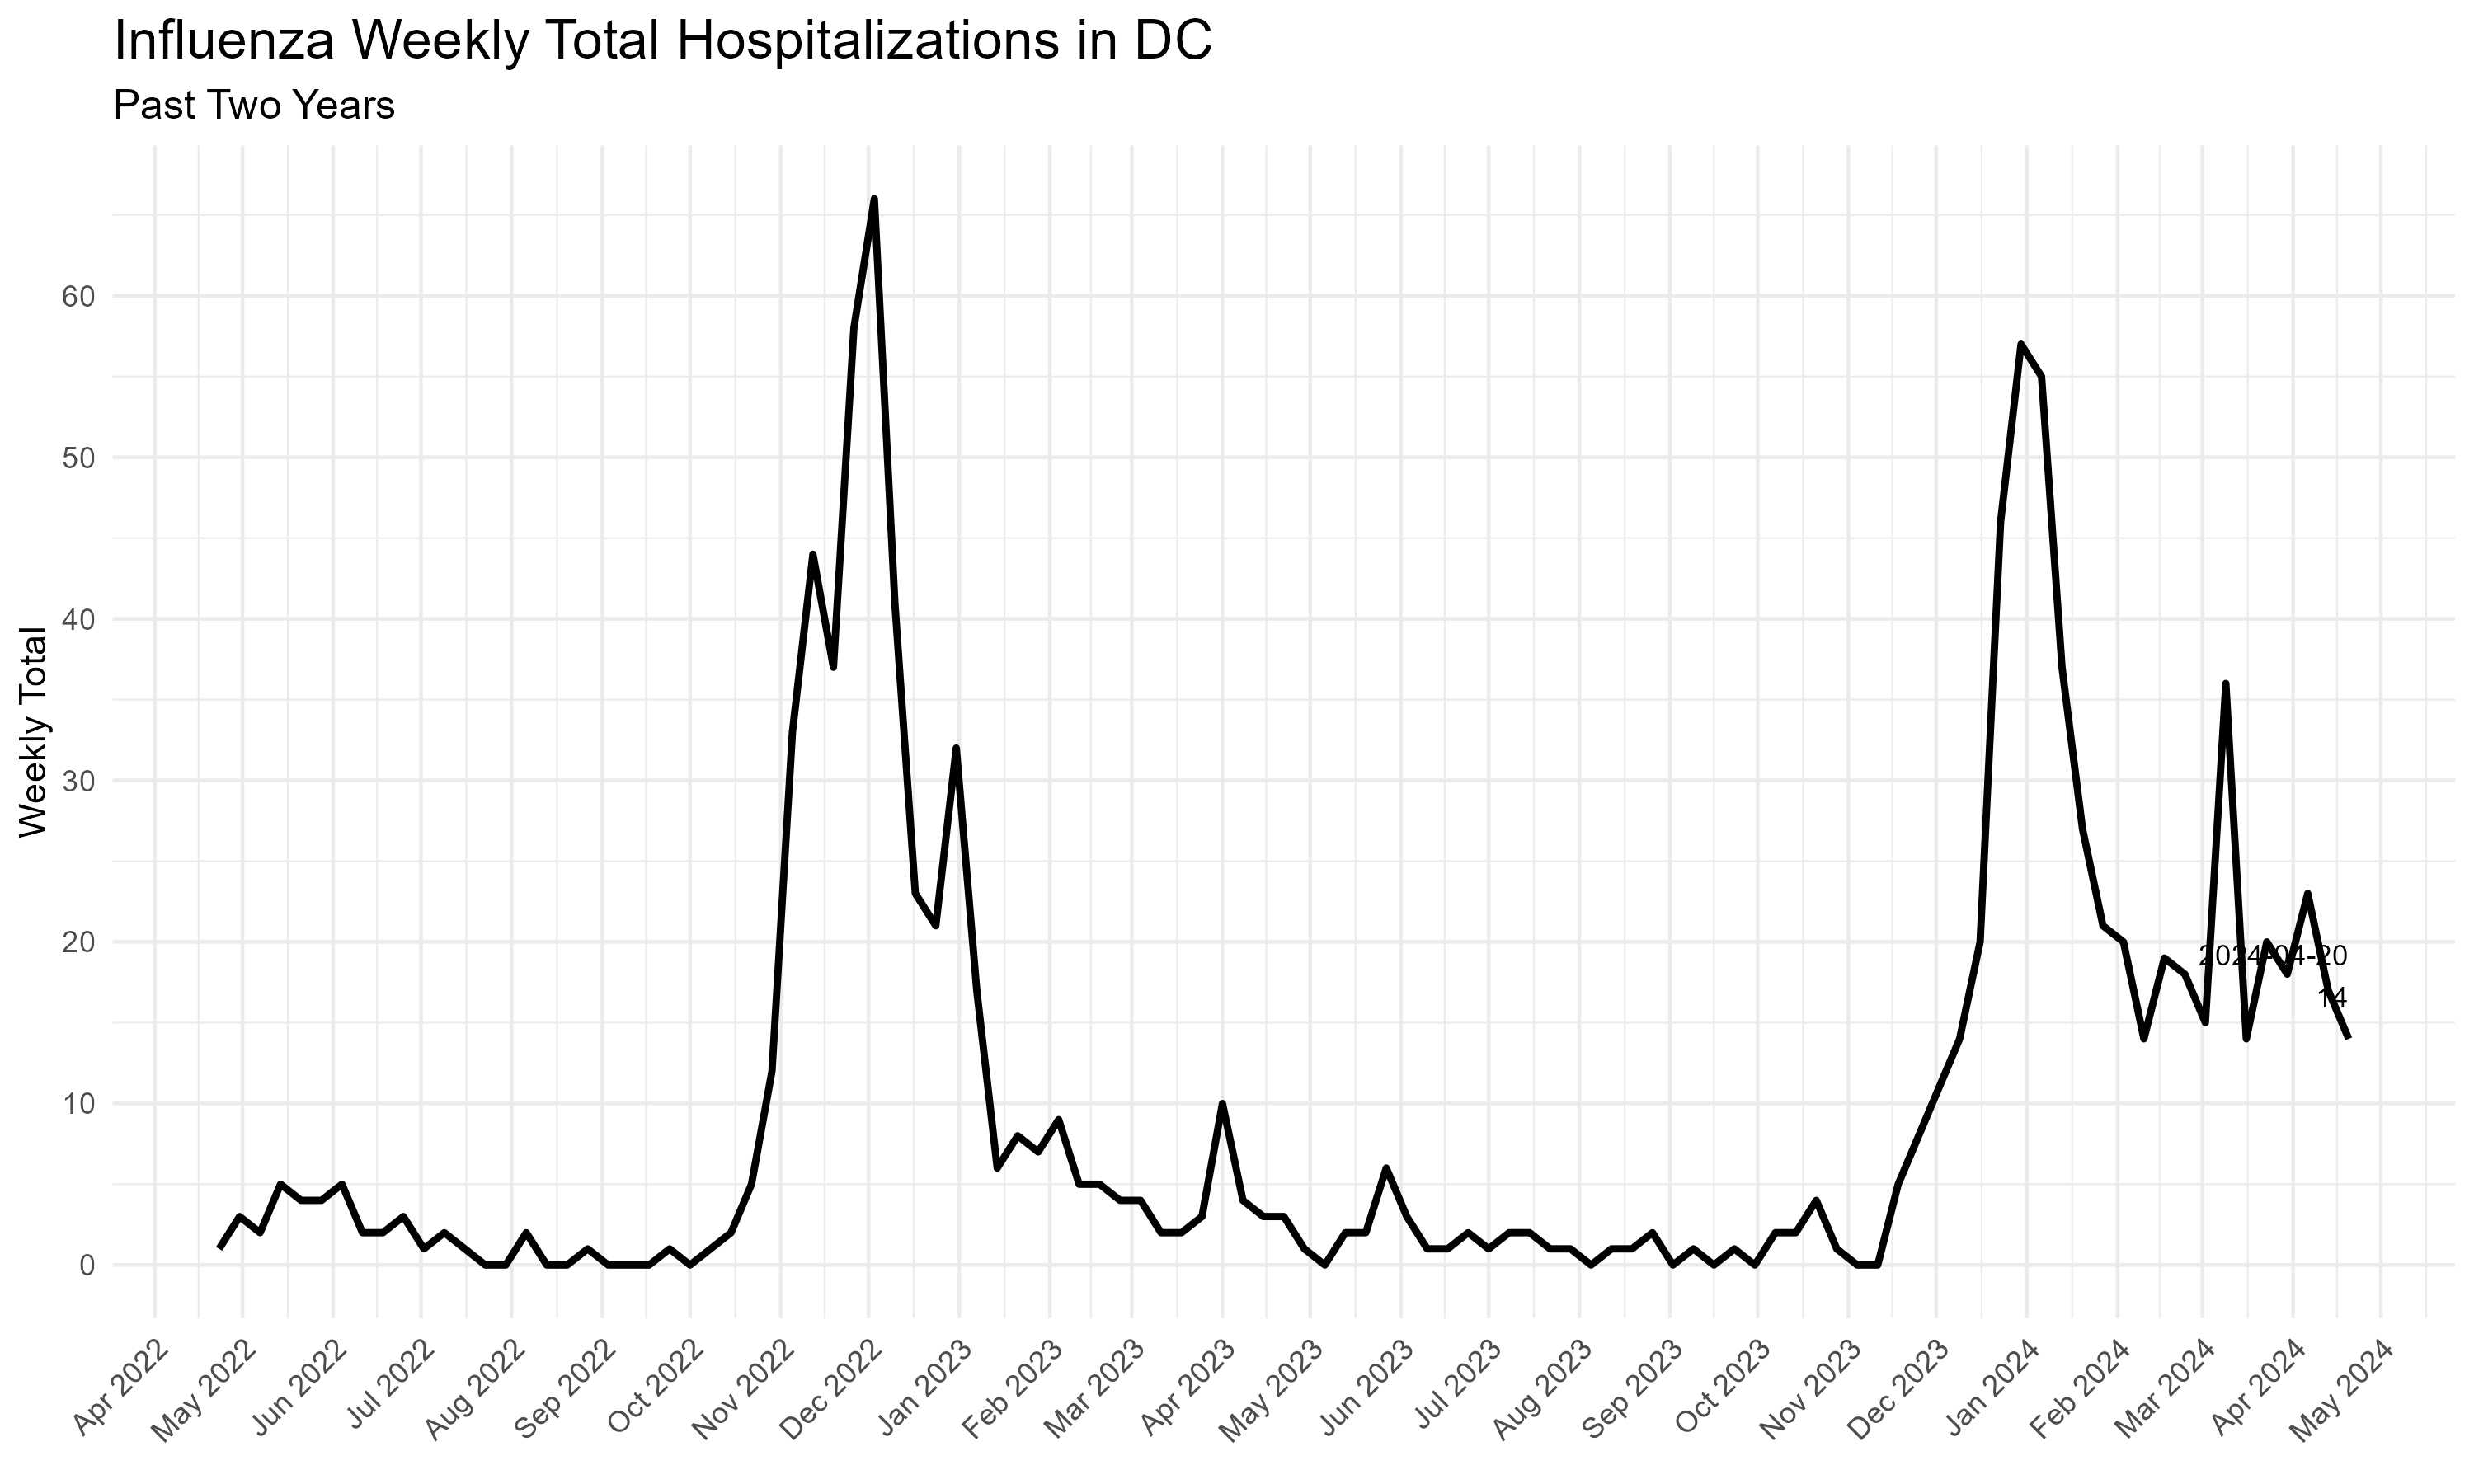 Influenza Weekly Total Hospitalizations in DC
Past Two Years
Weekly Total
60
50
40
30
20
10
0
2024-04-20
14
Apr 2022
May 2022
Jun 2022
Jul 2022
Aug 2022
Sep 2022
Oct 2022
Nov 2022
Dec 2022
Jan 2023
Feb 2023
Mar 2023
Apr 2023
May 2023
Jun 2023
Jul 2023
Aug 2023
Sep 2023
Oct 2023
Nov 2023
Dec 2023
Jan 2024
Feb 2024
Mar 2024
Apr 2024
May 2024